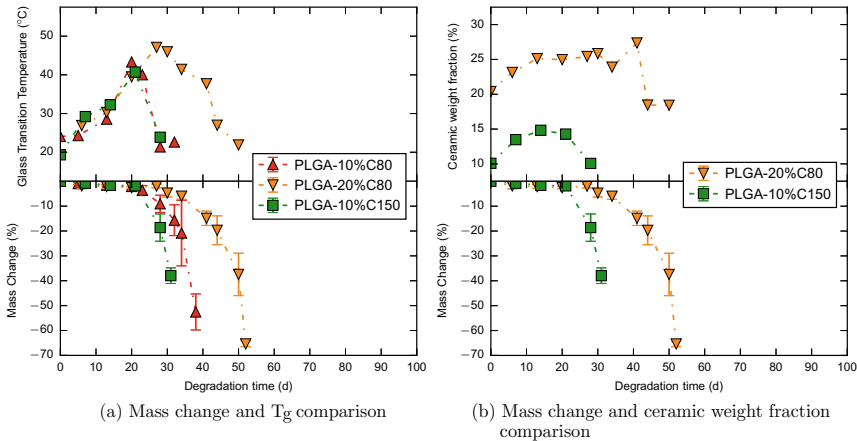 Glass Transition Temperature (°C)
50
40
30
20
PLGA-10%C80
PLGA-20%C80
PLGA-10%C150
Mass Change (%)
−10
−20
−30
−40
−50
−60
−70
0 10 20 30 40 50 60 70 80 90 100
Degradation time (d)
(a) Mass change and Tg comparison
Ceramic weight fraction (%)
30
25
20
15
10
PLGA-20%C80
PLGA-10%C150
Mass Change (%)
−10
−20
−30
−40
−50
−60
−70
0 10 20 30 40 50 60 70 80 90 100
Degradation time (d)
(b) Mass change and ceramic weight fraction
comparison